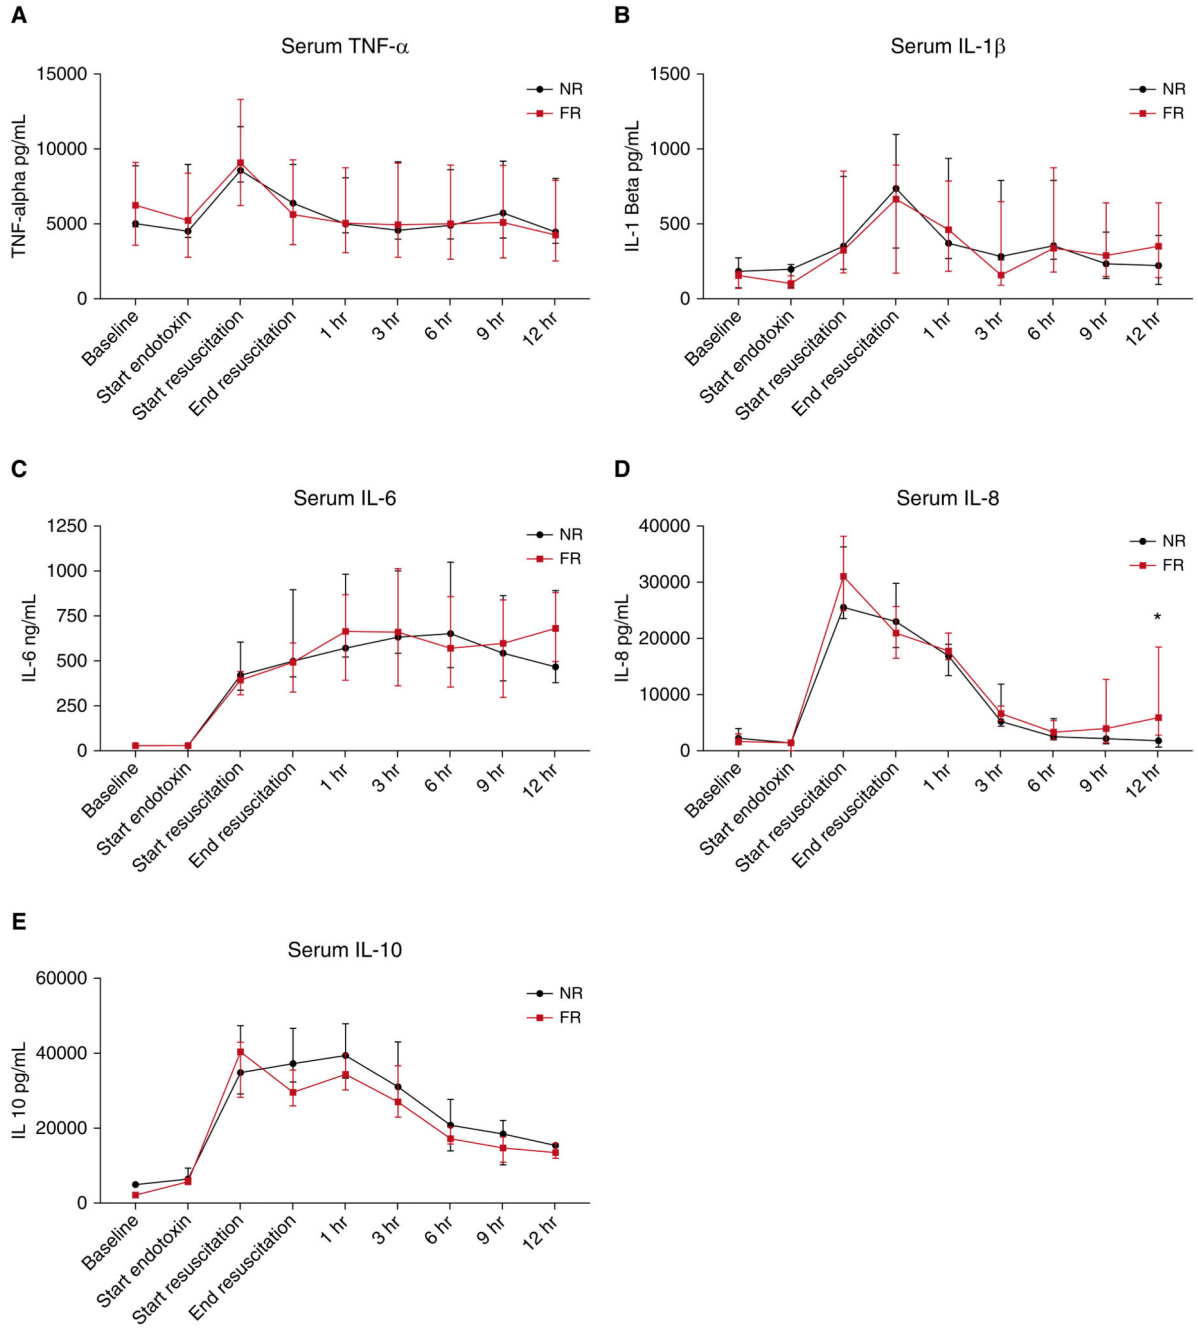 A
Serum TNF-α
TNF-alpha pg/mL
15000
10000
5000
0
NR
FR
Baseline
Start endotoxin
Start resuscitation
End resuscitation
1 hr
3 hr
6 hr
9 hr
12 hr
B
Serum IL-1β
IL-1 Beta pg/mL
1500
1000
500
0
NR
FR
Baseline
Start endotoxin
Start resuscitation
End resuscitation
1 hr
3 hr
6 hr
9 hr
12 hr
C
Serum IL-6
IL-6 ng/mL
1250
1000
750
500
250
0
NR
FR
Baseline
Start endotoxin
Start resuscitation
End resuscitation
1 hr
3 hr
6 hr
9 hr
12 hr
D
Serum IL-8
IL-8 pg/mL
40000
30000
20000
10000
0
NR
FR
*
Baseline
Start endotoxin
Start resuscitation
End resuscitation
1 hr
3 hr
6 hr
9 hr
12 hr
E
Serum IL-10
IL 10 pg/mL
60000
40000
20000
0
NR
FR
Baseline
Start endotoxin
Start resuscitation
End resuscitation
1 hr
3 hr
6 hr
9 hr
12 hr